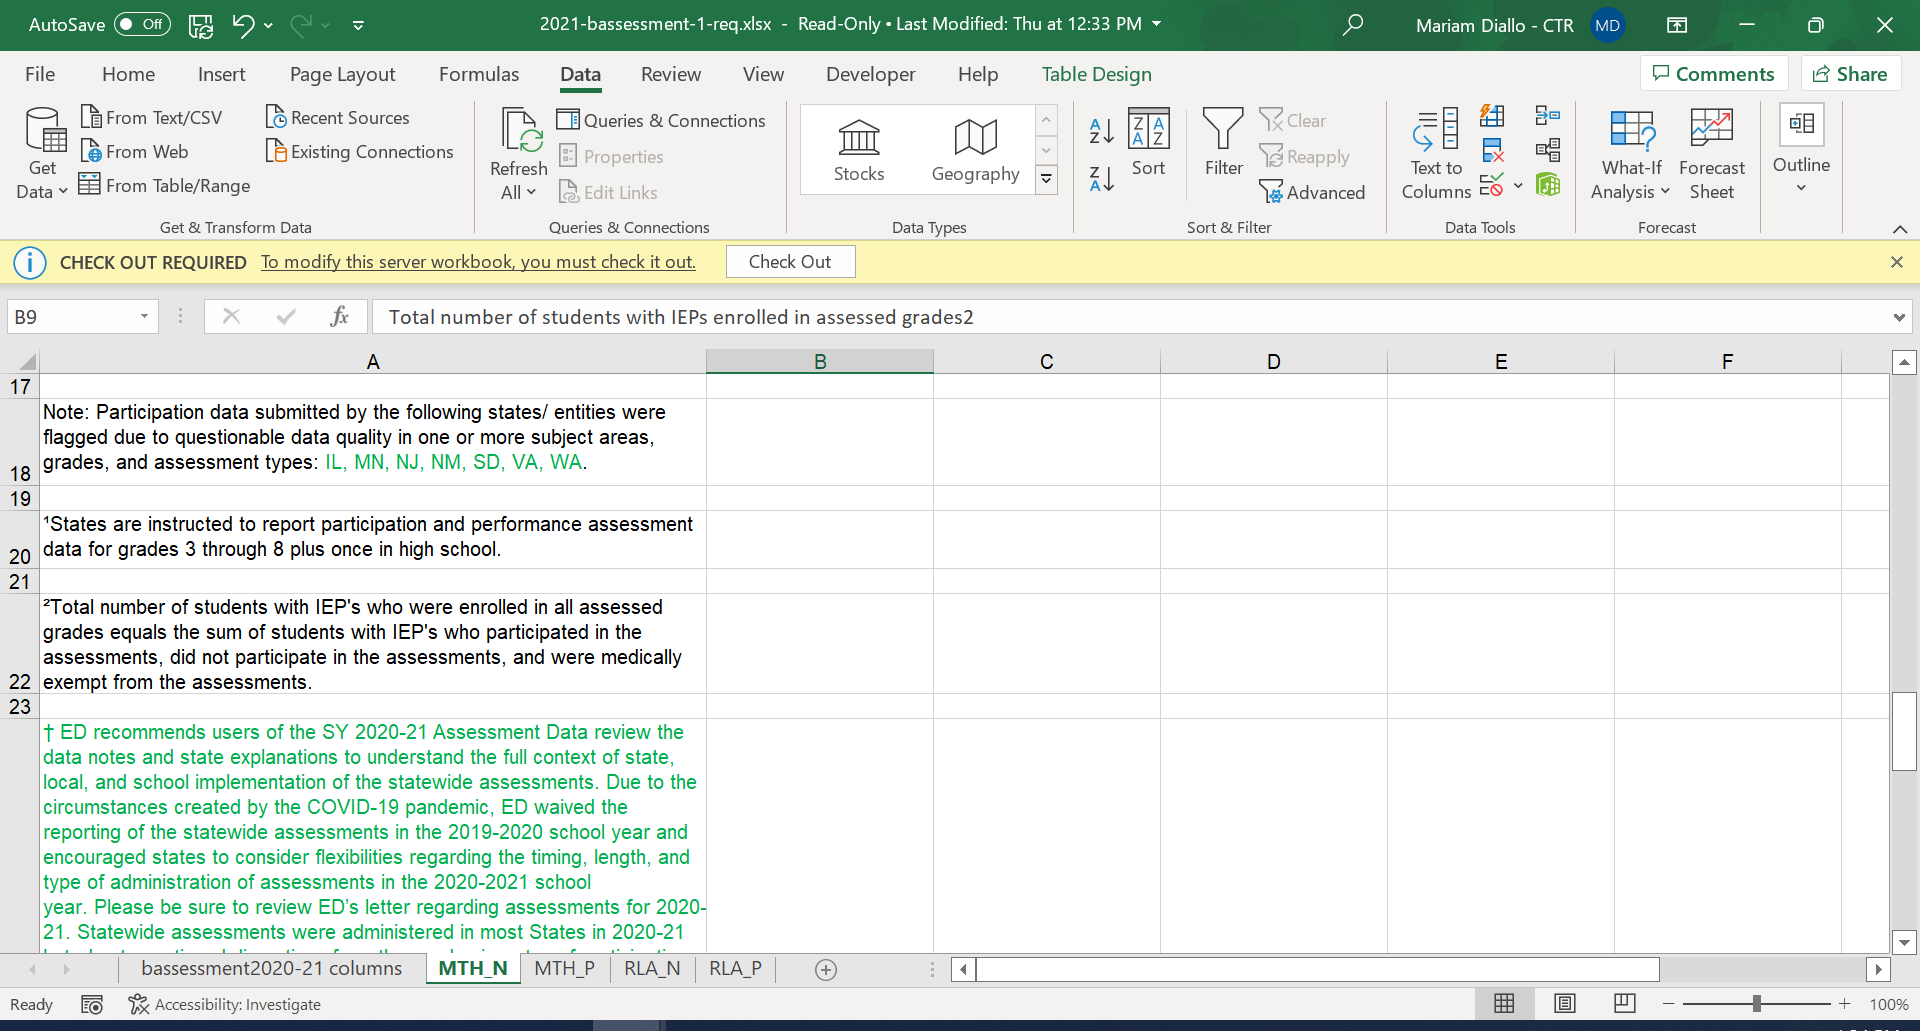 AutoSave Off 2021-bassessment-1-req.xlsx - Read-Only • Last Modified: Thu at 12:33 PM Mariam Diallo - CTR MD
File Home Insert Page Layout Formulas Data Review View Developer Help Table Design Comments Share
Get Data
From Text/CSV
From Web
From Table/Range
Recent Sources
Existing Connections
Get & Transform Data
Refresh All
Queries & Connections
Properties
Edit Links
Queries & Connections
Stocks Geography
Data Types
Sort
Filter
Clear
Reapply
Advanced
Sort & Filter
Text to Columns
Data Tools
What-If Analysis
Forecast Sheet
Forecast
Outline
CHECK OUT REQUIRED To modify this server workbook, you must check it out. Check Out
B9 fx Total number of students with IEPs enrolled in assessed grades2
A B C D E F
17
18
Note: Participation data submitted by the following states/ entities were
flagged due to questionable data quality in one or more subject areas,
grades, and assessment types: IL, MN, NJ, NM, SD, VA, WA.
19
20
¹States are instructed to report participation and performance assessment
data for grades 3 through 8 plus once in high school.
21
22
²Total number of students with IEP's who were enrolled in all assessed
grades equals the sum of students with IEP's who participated in the
assessments, did not participate in the assessments, and were medically
exempt from the assessments.
23
† ED recommends users of the SY 2020-21 Assessment Data review the
data notes and state explanations to understand the full context of state,
local, and school implementation of the statewide assessments. Due to the
circumstances created by the COVID-19 pandemic, ED waived the
reporting of the statewide assessments in the 2019-2020 school year and
encouraged states to consider flexibilities regarding the timing, length, and
type of administration of assessments in the 2020-2021 school
year. Please be sure to review ED’s letter regarding assessments for 2020-
21. Statewide assessments were administered in most States in 2020-21
bassessment2020-21 columns MTH_N MTH_P RLA_N RLA_P
Ready Accessibility: Investigate 100%